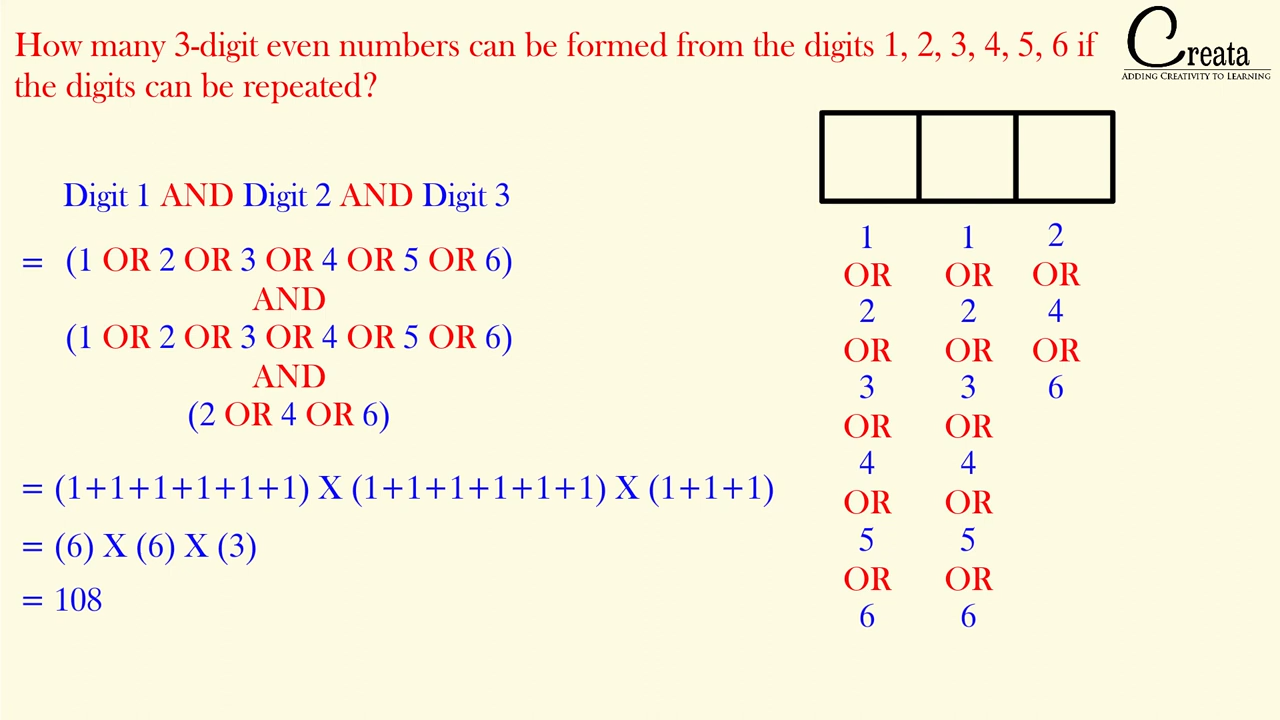 How many 3-digit even numbers can be formed from the digits 1, 2, 3, 4, 5, 6 if
the digits can be repeated?
Creata
ADDING CREATIVITY TO LEARNING
Digit 1 AND Digit 2 AND Digit 3
= (1 OR 2 OR 3 OR 4 OR 5 OR 6)
AND
(1 OR 2 OR 3 OR 4 OR 5 OR 6)
AND
(2 OR 4 OR 6)
= (1+1+1+1+1+1) X (1+1+1+1+1+1) X (1+1+1)
= (6) X (6) X (3)
= 108
1 1 2
OR OR OR
2 2 4
OR OR OR
3 3 6
OR OR
4 4
OR OR
5 5
OR OR
6 6